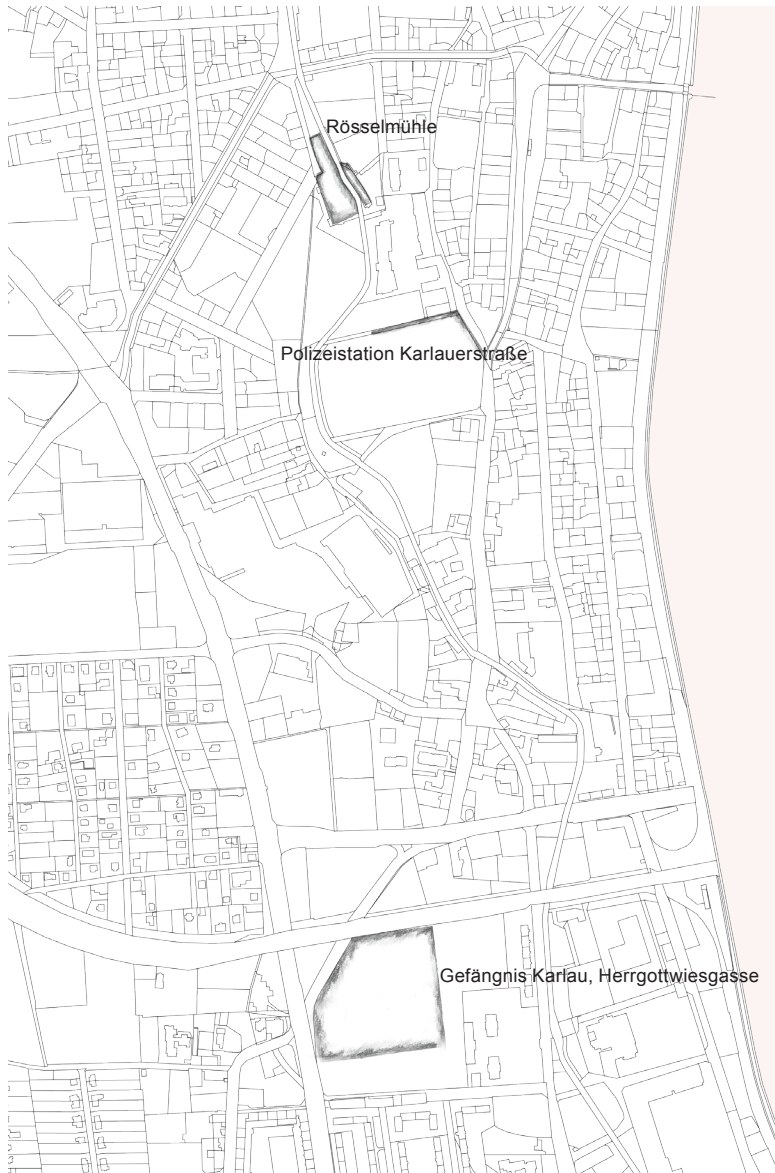 Rösselmühle
Polizeistation Karlauerstraße
Gefängnis Karlau, Herrgottwiesgasse